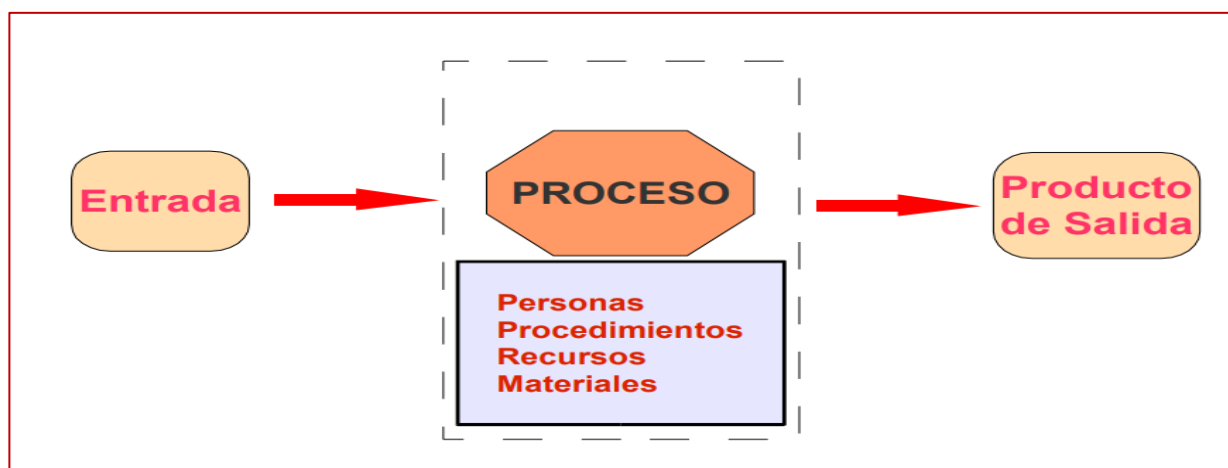 Entrada
PROCESO
Personas
Procedimientos
Recursos
Materiales
Producto
de Salida